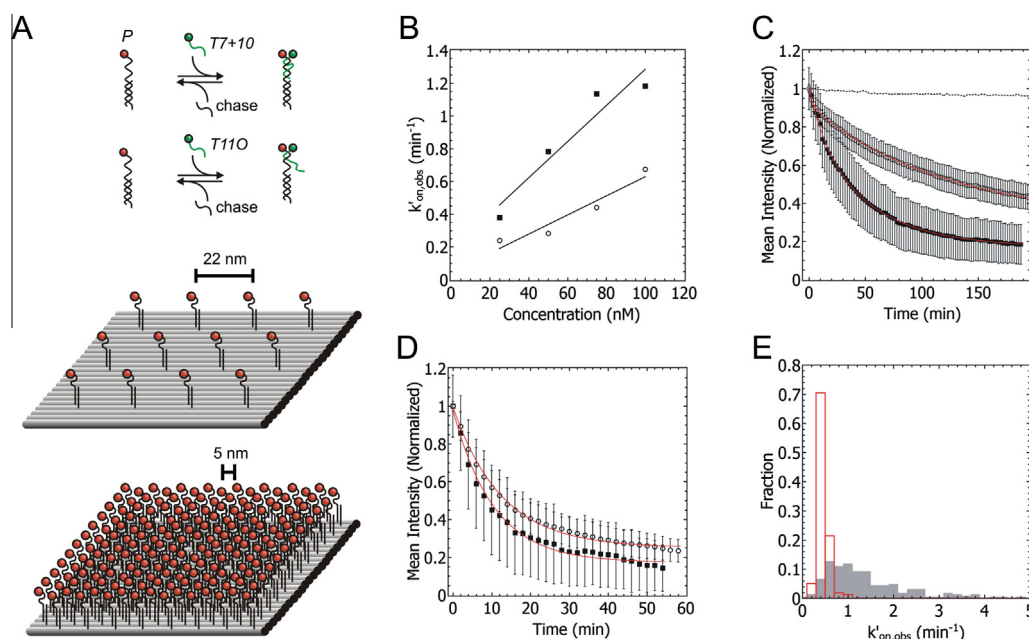 A
P
T7+10
chase
T11O
chase
22 nm
5 nm
B
k'on,obs (min-1)
1.4
1.2
1
0.8
0.6
0.4
0.2
0
0 20 40 60 80 100 120
Concentration (nM)
C
Mean Intensity (Normalized)
1.2
1
0.8
0.6
0.4
0.2
0
0 50 100 150
Time (min)
D
Mean Intensity (Normalized)
1.2
1
0.8
0.6
0.4
0.2
0
0 10 20 30 40 50 60
Time (min)
E
Fraction
0.8
0.7
0.6
0.5
0.4
0.3
0.2
0.1
0
0 1 2 3 4 5
k'on,obs (min-1)